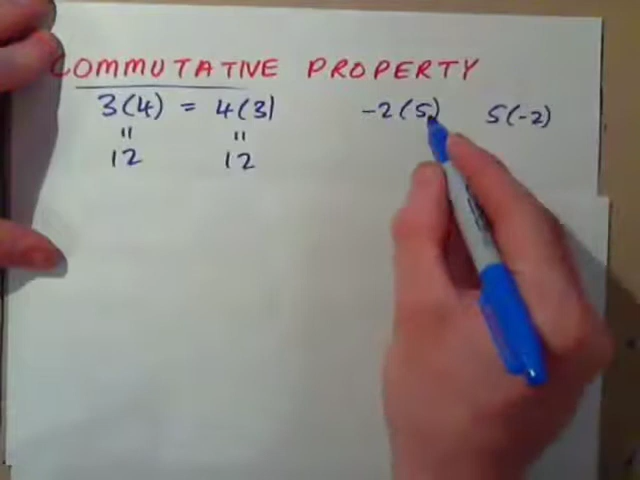 COMMUTATIVE PROPERTY
3(4) = 4(3) -2(5) 5(-2)
" "
12 12